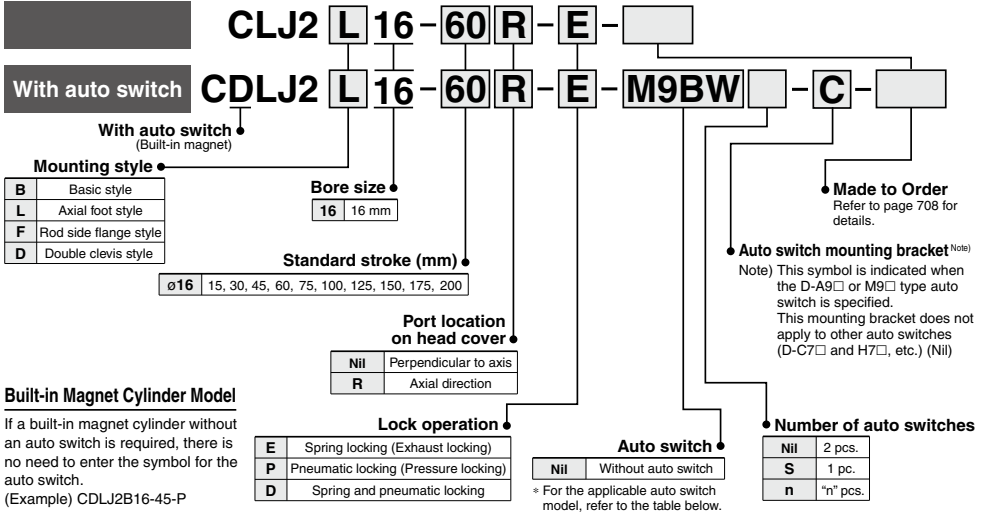 CLJ2 L 16 - 60 R - E -
With auto switch CDLJ2 L 16 - 60 R - E - M9BW - C -
With auto switch
(Built-in magnet)
Mounting style
B Basic style
L Axial foot style
F Rod side flange style
D Double clevis style
Bore size
16 16 mm
Standard stroke (mm)
ø16 15, 30, 45, 60, 75, 100, 125, 150, 175, 200
Port location
on head cover
Nil Perpendicular to axis
R Axial direction
Lock operation
E Spring locking (Exhaust locking)
P Pneumatic locking (Pressure locking)
D Spring and pneumatic locking
Auto switch
Nil Without auto switch
∗ For the applicable auto switch
model, refer to the table below.
Made to Order
Refer to page 708 for
details.
Auto switch mounting bracket Note)
Note) This symbol is indicated when
the D-A9□ or M9□ type auto
switch is specified.
This mounting bracket does not
apply to other auto switches
(D-C7□ and H7□, etc.) (Nil)
Number of auto switches
Nil 2 pcs.
S 1 pc.
n "n" pcs.
Built-in Magnet Cylinder Model
If a built-in magnet cylinder without
an auto switch is required, there is
no need to enter the symbol for the
auto switch.
(Example) CDLJ2B16-45-P